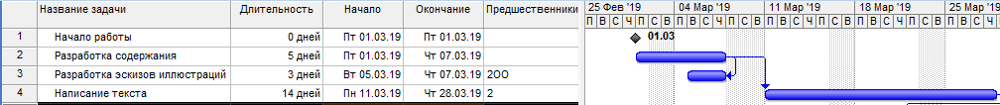 Название задачи Длительность Начало Окончание Предшественники 25 Фев '19 04 Мар '19 11 Мар '19 18 Мар '19 25 Мар '19
П В С Ч П С В П В С Ч П С В П В С Ч П С В П В С Ч П С В П В С Ч
1 Начало работы 0 дней Пт 01.03.19 Пт 01.03.19 01.03
2 Разработка содержания 5 дней Пт 01.03.19 Чт 07.03.19
3 Разработка эскизов иллюстраций 3 дней Вт 05.03.19 Чт 07.03.19 2ОО
4 Написание текста 14 дней Пн 11.03.19 Чт 28.03.19 2